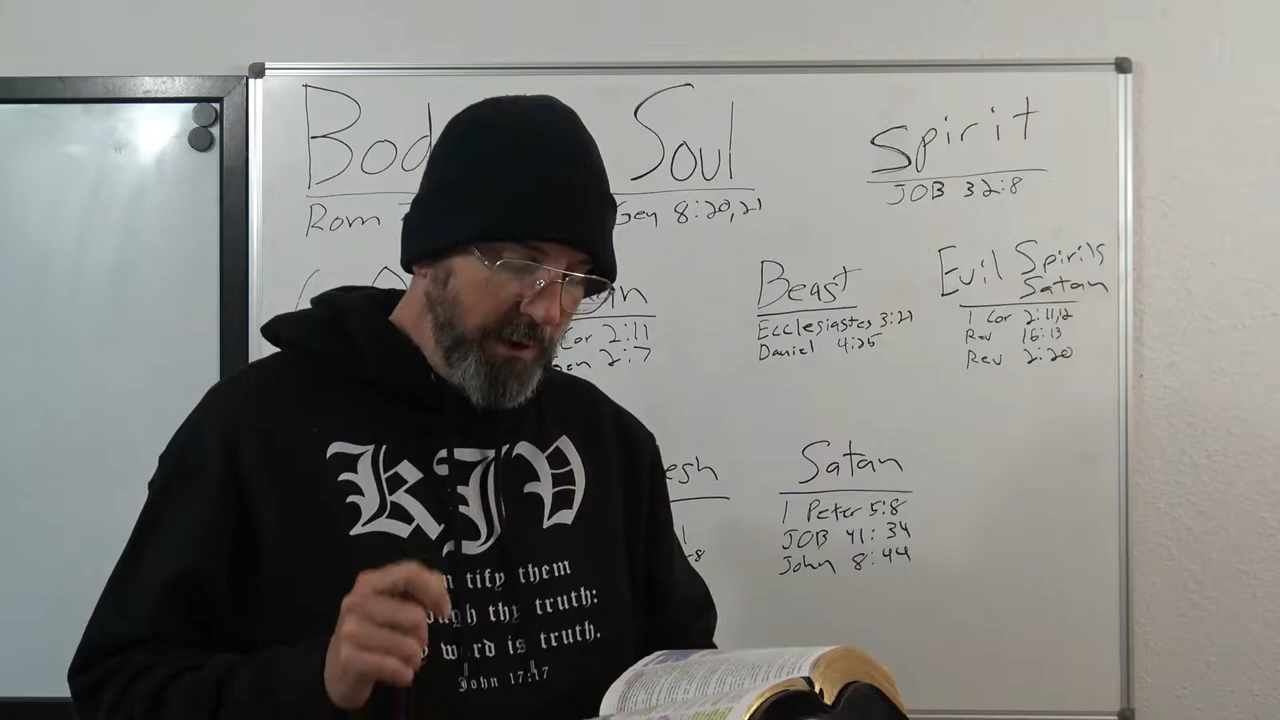 Bod Soul Spirit
Rom Gen 8:20,21 JOB 32:8
Beast
Ecclesiastes 3:21
Daniel 4:25
Evil Spirits
Satan
1 Cor 2:11,12
Rev 16:13
Rev 2:20
Cor 2:11
Gen 2:7
esh
Satan
1 Peter 5:8
JOB 41:34
John 8:44
KJV
tify them
ough thy truth:
word is truth.
John 17:17